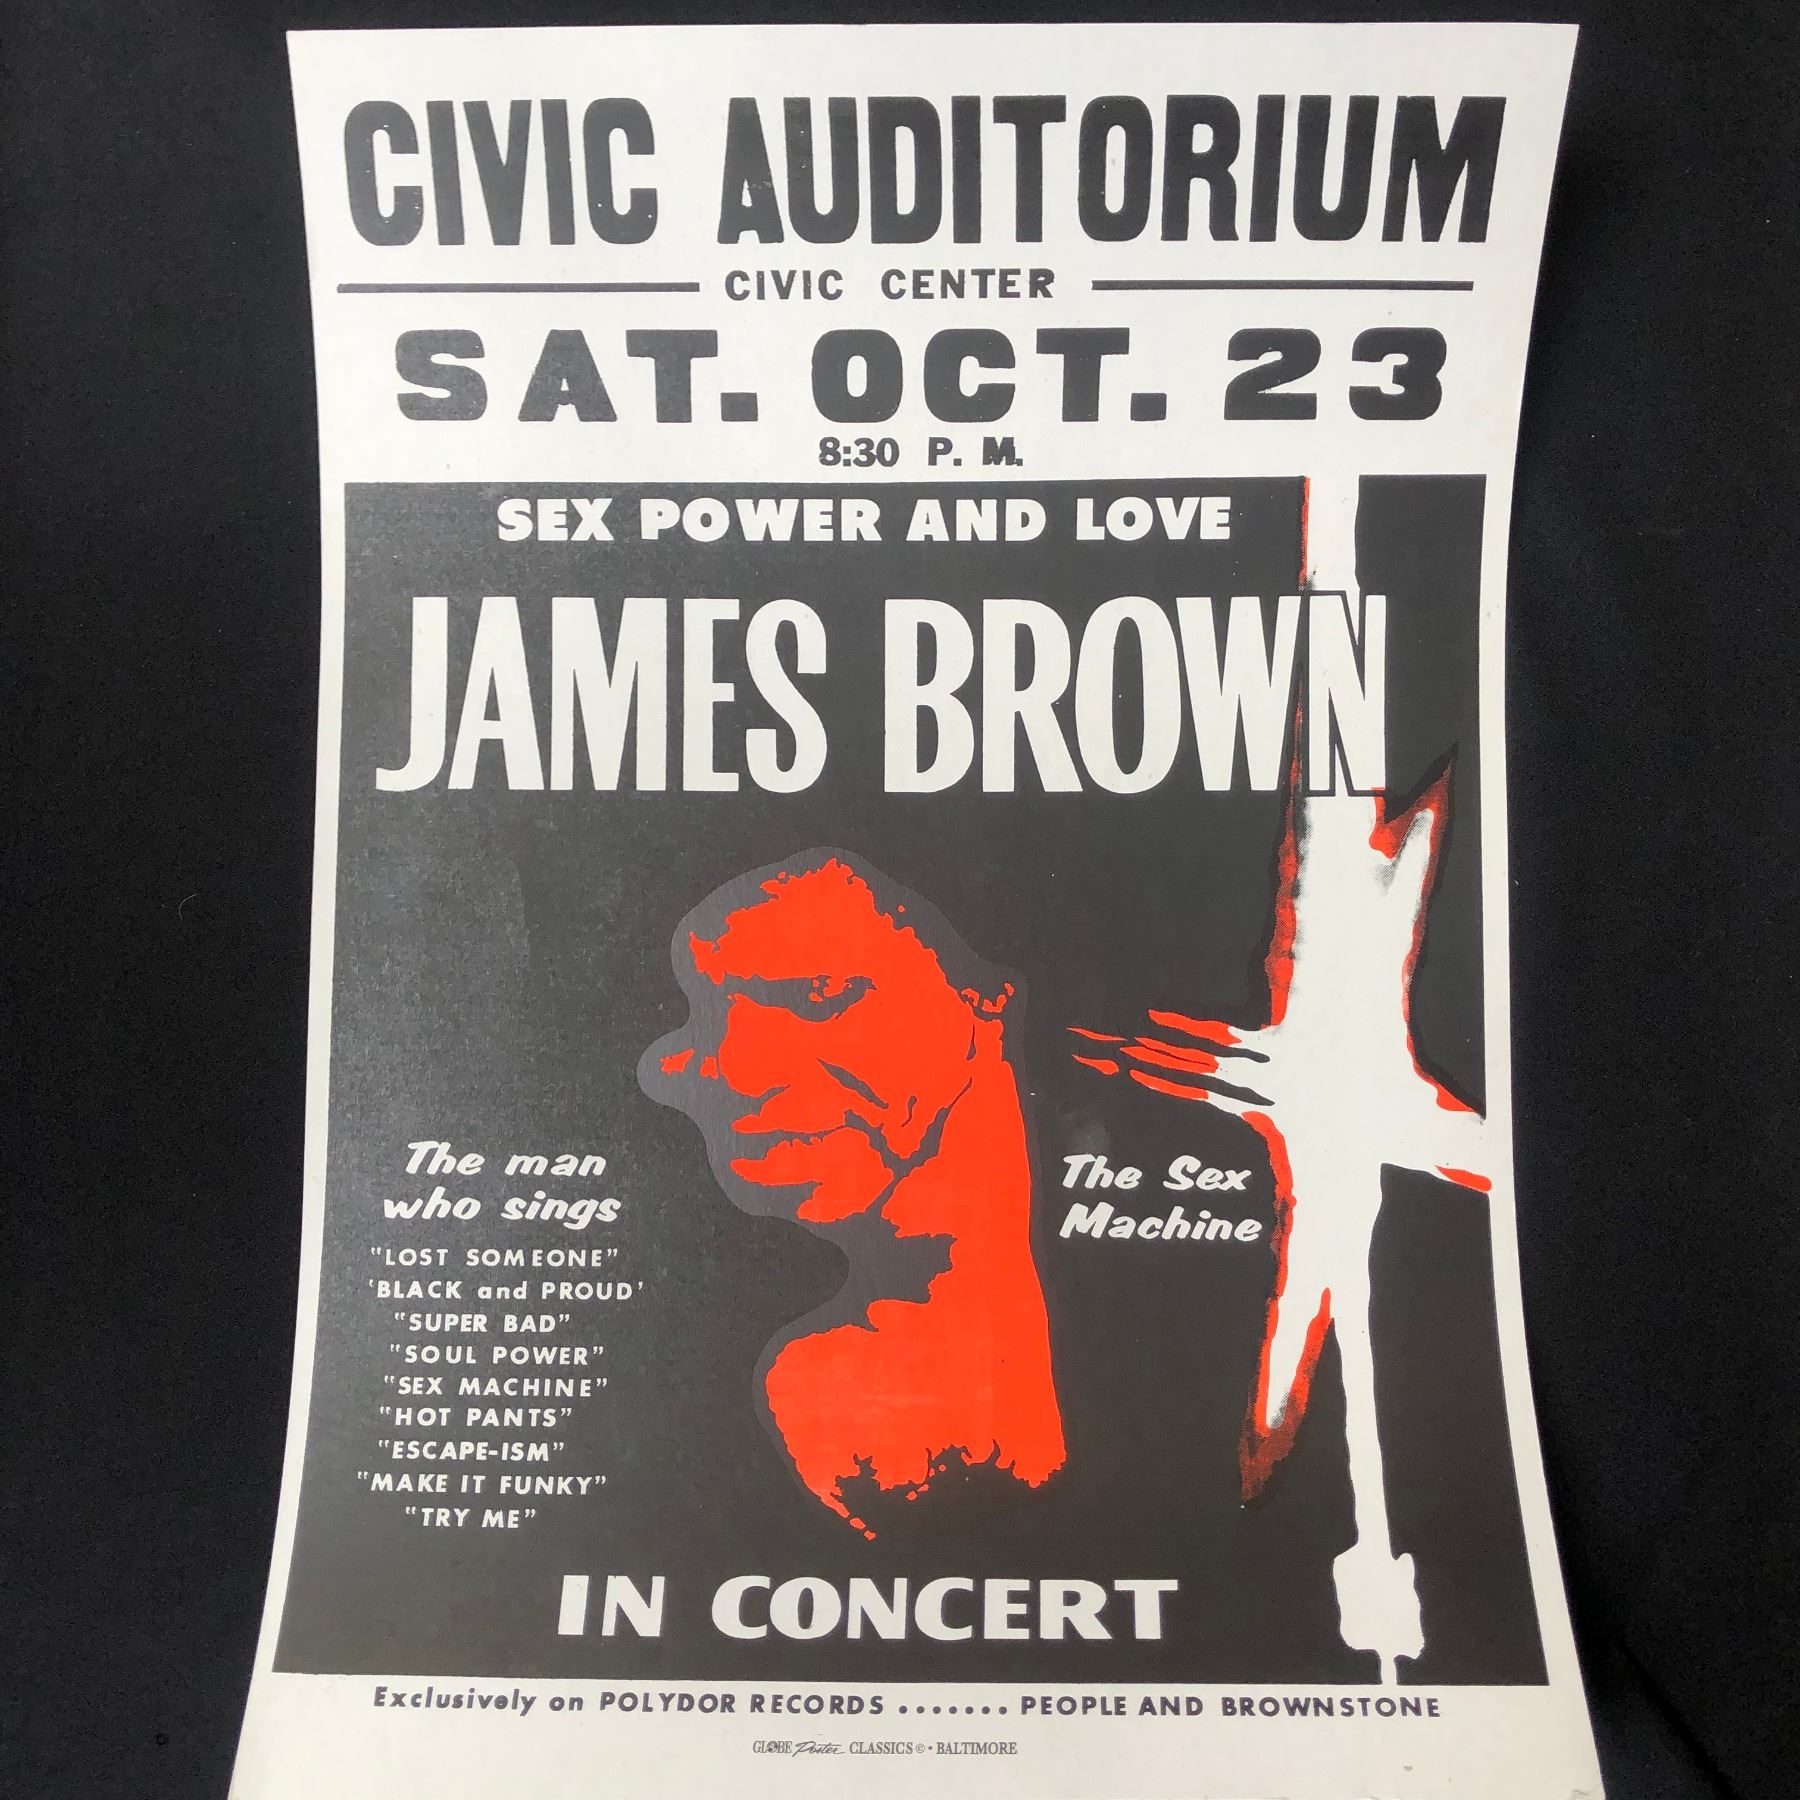 CIVIC AUDITORIUM
CIVIC CENTER
SAT. OCT. 23
8:30 P. M.
SEX POWER AND LOVE
JAMES BROWN
The man
who sings
"LOST SOMEONE"
'BLACK and PROUD'
"SUPER BAD"
"SOUL POWER"
"SEX MACHINE"
"HOT PANTS"
"ESCAPE-ISM"
"MAKE IT FUNKY"
"TRY ME"
The Sex
Machine
IN CONCERT
Exclusively on POLYDOR RECORDS ....... PEOPLE AND BROWNSTONE
GLOBE Poster CLASSICS © • BALTIMORE